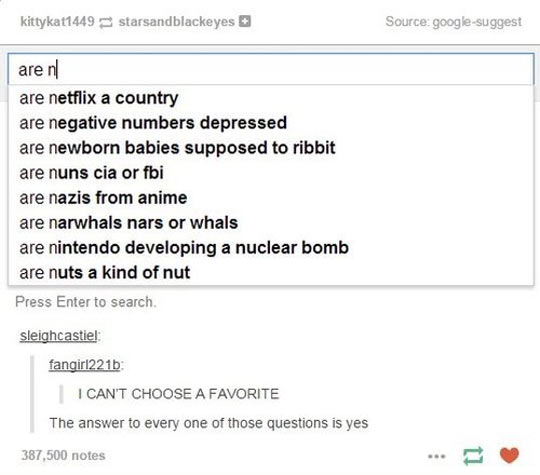 kittykat1449 starsandblackeyes Source: google-suggest
are n
are netflix a country
are negative numbers depressed
are newborn babies supposed to ribbit
are nuns cia or fbi
are nazis from anime
are narwhals nars or whals
are nintendo developing a nuclear bomb
are nuts a kind of nut
Press Enter to search.
sleighcastiel:
fangirl221b:
I CAN'T CHOOSE A FAVORITE
The answer to every one of those questions is yes
387,500 notes